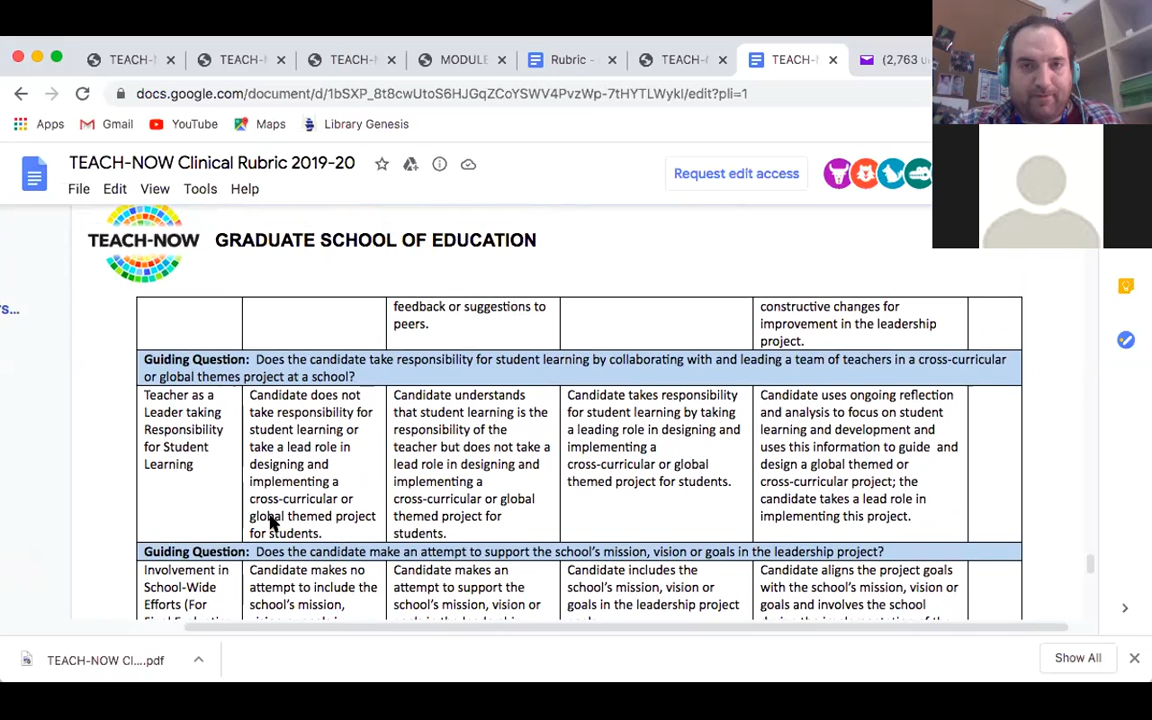 TEACH-
TEACH-
TEACH-
MODULE
Rubric -
TEACH-
TEACH-
(2,763 u
docs.google.com/document/d/1bSXP_8t8cwUtoS6HJGqZCoYSWV4PvzWp-7tHYTLWykI/edit?pli=1
Apps
Gmail
YouTube
Maps
Library Genesis
TEACH-NOW Clinical Rubric 2019-20
Request edit access
File Edit View Tools Help
TEACH-NOW
GRADUATE SCHOOL OF EDUCATION
s...
feedback or suggestions to
peers.
constructive changes for
improvement in the leadership
project.
Guiding Question: Does the candidate take responsibility for student learning by collaborating with and leading a team of teachers in a cross-curricular
or global themes project at a school?
Teacher as a
Leader taking
Responsibility
for Student
Learning
Candidate does not
take responsibility for
student learning or
take a lead role in
designing and
implementing a
cross-curricular or
global themed project
for students.
Candidate understands
that student learning is the
responsibility of the
teacher but does not take a
lead role in designing and
implementing a
cross-curricular or global
themed project for
students.
Candidate takes responsibility
for student learning by taking
a leading role in designing and
implementing a
cross-curricular or global
themed project for students.
Candidate uses ongoing reflection
and analysis to focus on student
learning and development and
uses this information to guide and
design a global themed or
cross-curricular project; the
candidate takes a lead role in
implementing this project.
Guiding Question: Does the candidate make an attempt to support the school's mission, vision or goals in the leadership project?
Involvement in
School-Wide
Efforts (For
Candidate makes no
attempt to include the
school's mission,
Candidate makes an
attempt to support the
school's mission, vision or
Candidate includes the
school's mission, vision or
goals in the leadership project
Candidate aligns the project goals
with the school's mission, vision or
goals and involves the school
TEACH-NOW Cl....pdf
Show All